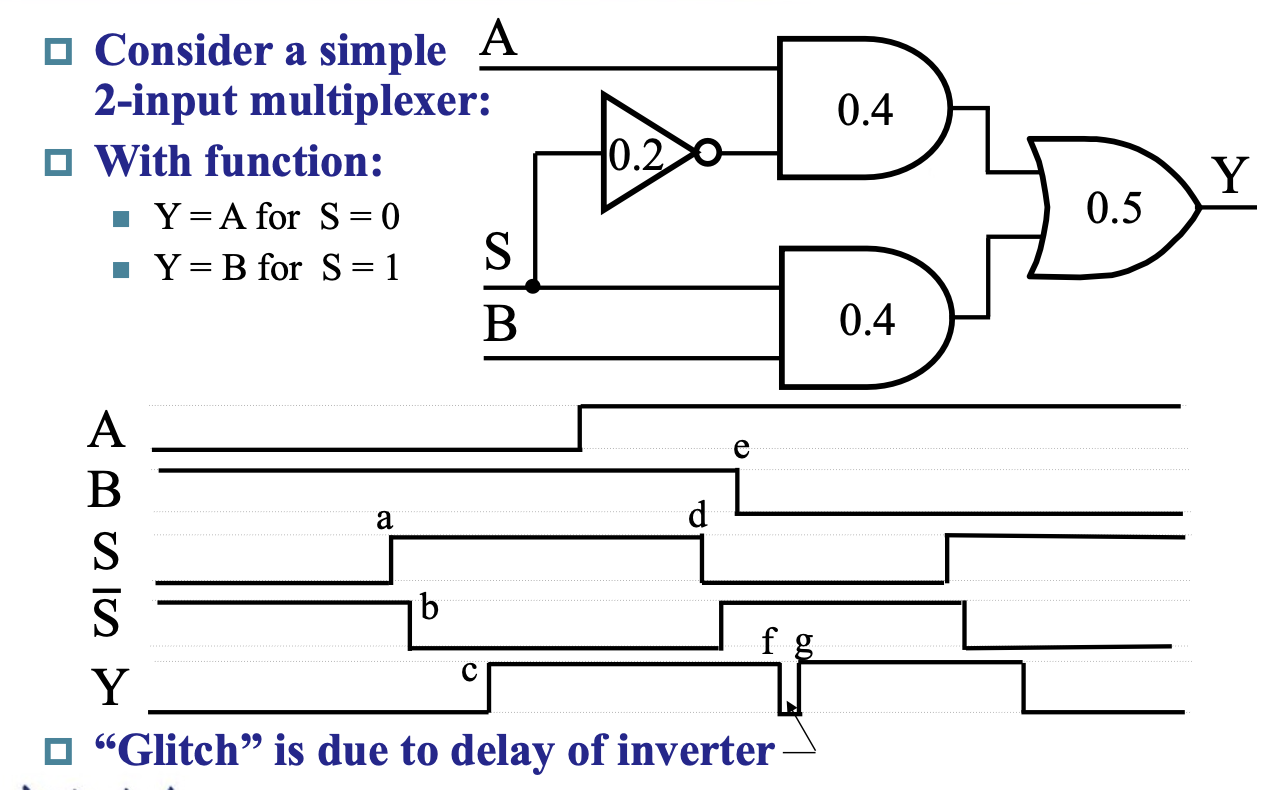 Consider a simple
2-input multiplexer:
With function:
Y = A for S = 0
Y = B for S = 1
A
0.4
0.2
0.5
Y
S
B
0.4
A
e
B
a
d
S
S̅
b
f g
c
Y
“Glitch” is due to delay of inverter